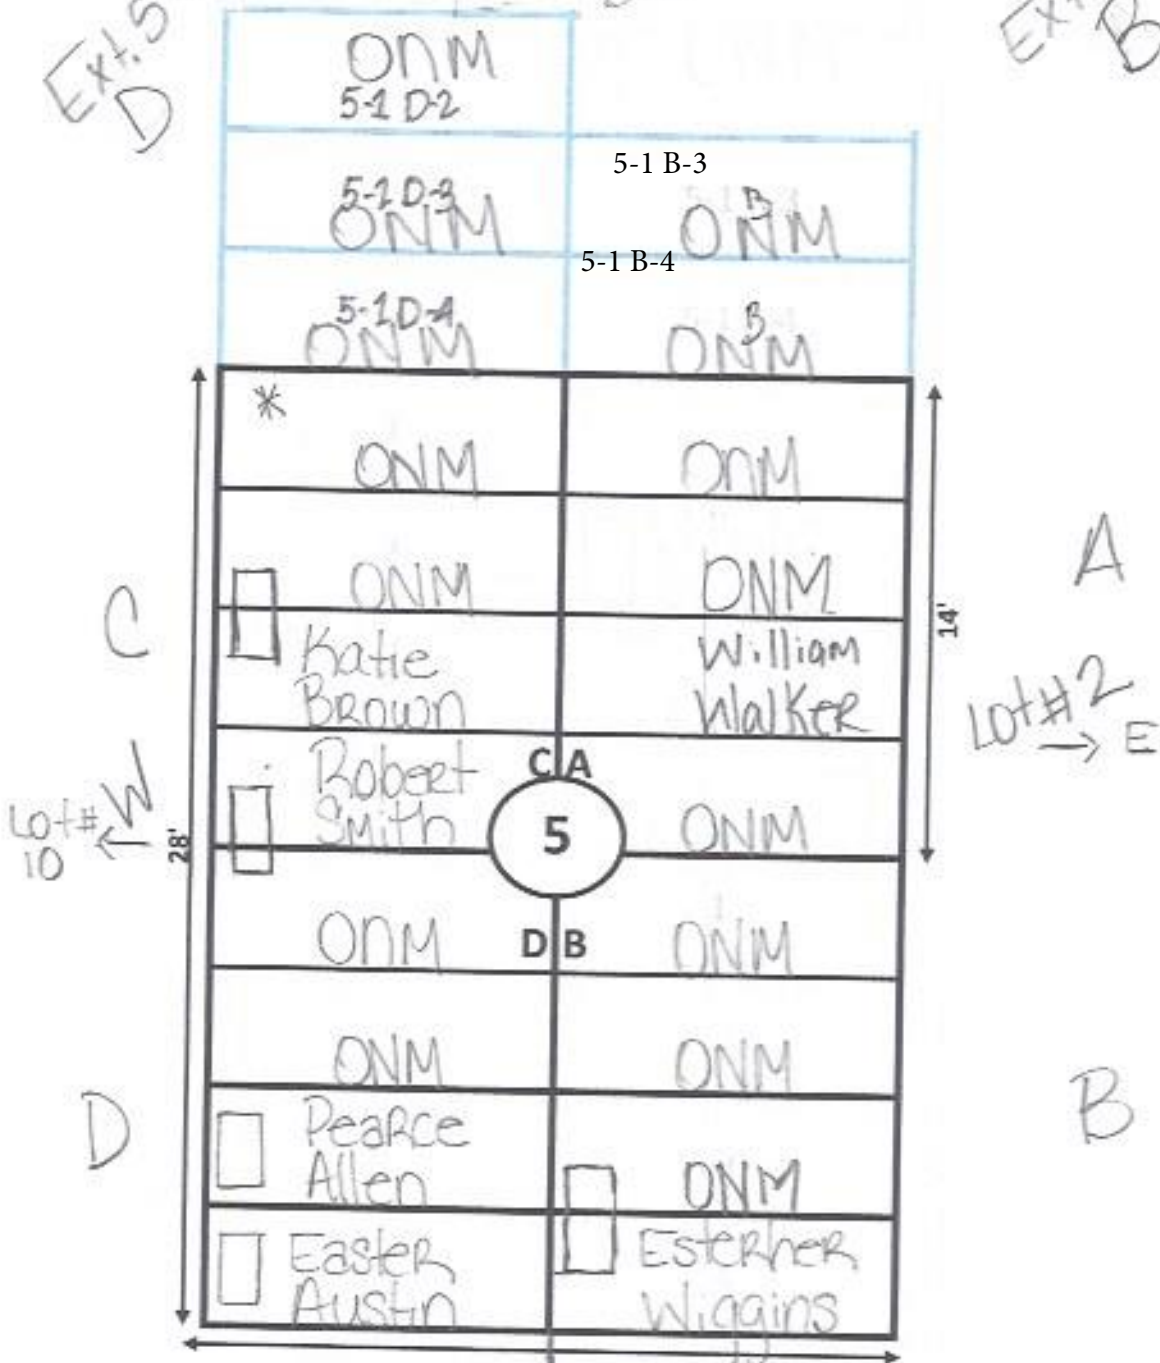 Ext. 5
D
Ext.
B
ONM
5-1 D-2
5-1 D-3
ONM
5-1 B-3
B
ONM
5-1 D-4
ONM
5-1 B-4
B
ONM
*
ONM
ONM
ONM
ONM
C
A
14'
Katie
Brown
William
Walker
Lot #2
→ E
Robert
Smith
C A
5
ONM
W
Lot #
10
←
28'
ONM
D B
ONM
ONM
ONM
D
B
Pearce
Allen
ONM
Easter
Austin
Esterher
Wiggins